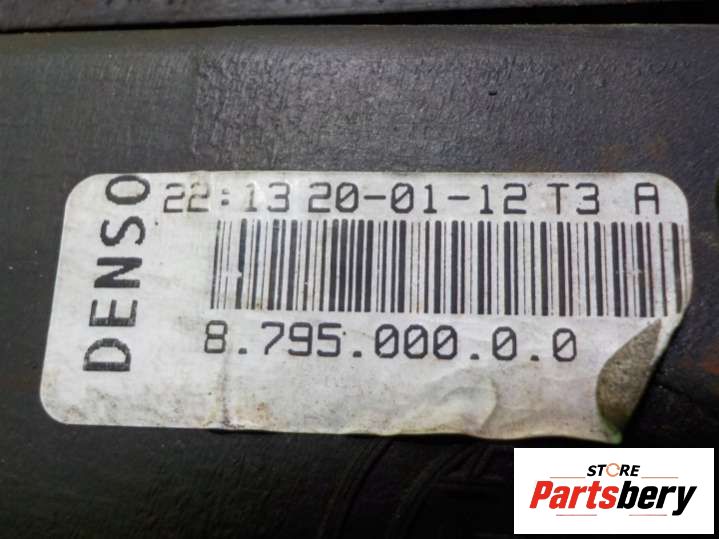 DENSO
22:13 20-01-12 T3 A
8.795.000.0.0
STORE
Partsbery